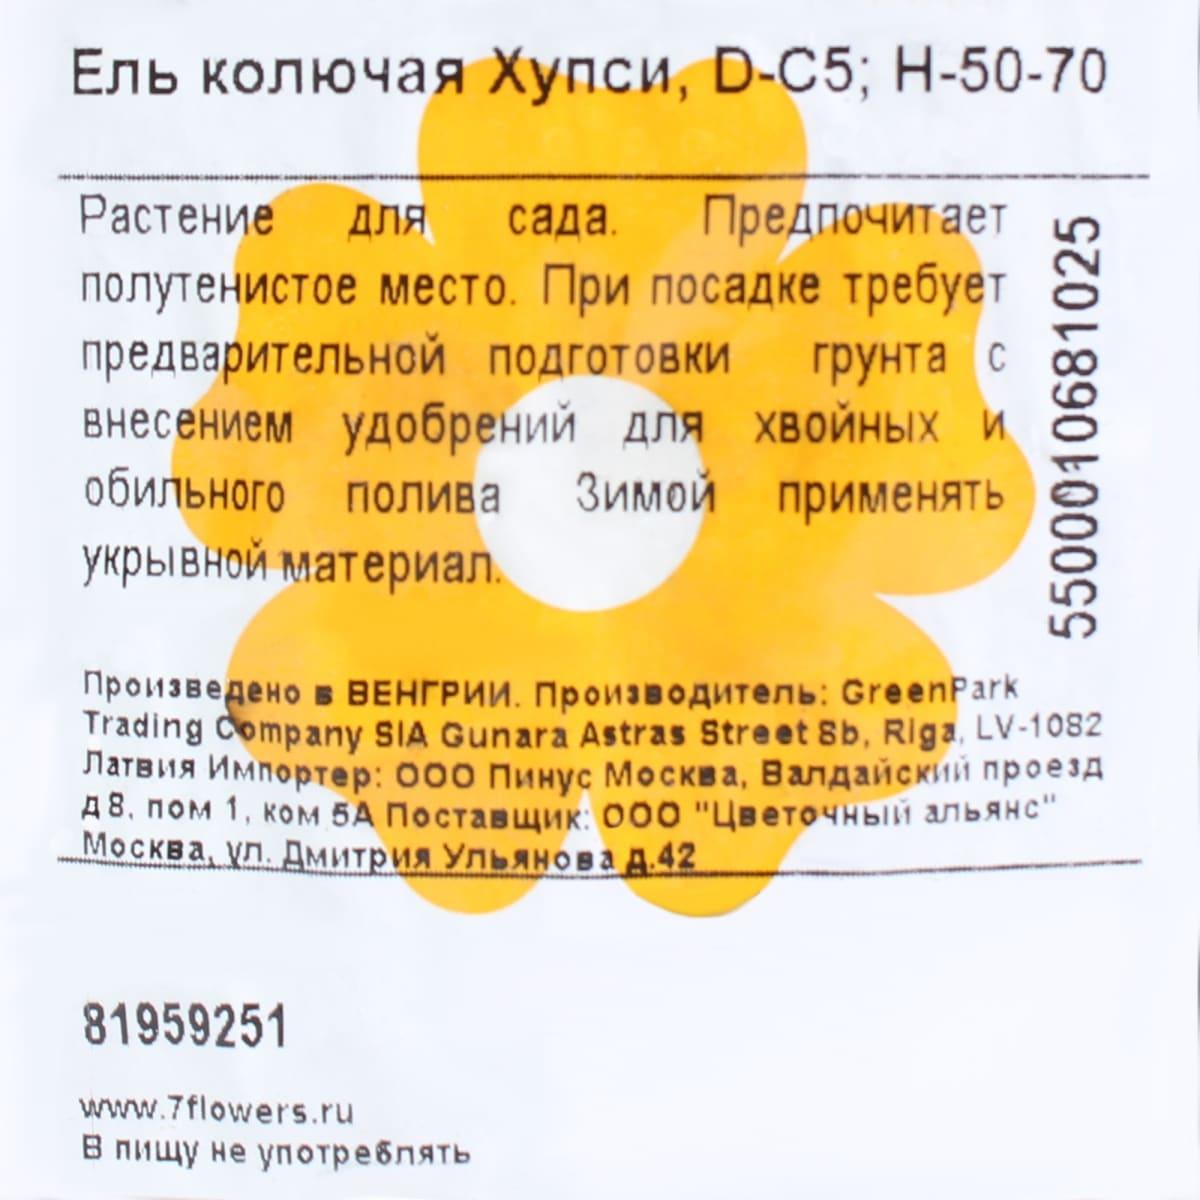 Ель колючая Хупси, D-C5; H-50-70
Растение для сада. Предпочитает
полутенистое место. При посадке требует
предварительной подготовки грунта с
внесением удобрений для хвойных и
обильного полива Зимой применять
укрывной материал.
5500010681025
Произведено в ВЕНГРИИ. Производитель: GreenPark
Trading Company SIA Gunara Astras Street 8b, Riga, LV-1082
Латвия Импортер: ООО Пинус Москва, Валдайский проезд
д 8, пом 1, ком 5А Поставщик: ООО "Цветочный альянс"
Москва, ул. Дмитрия Ульянова д.42
81959251
www.7flowers.ru
В пищу не употреблять